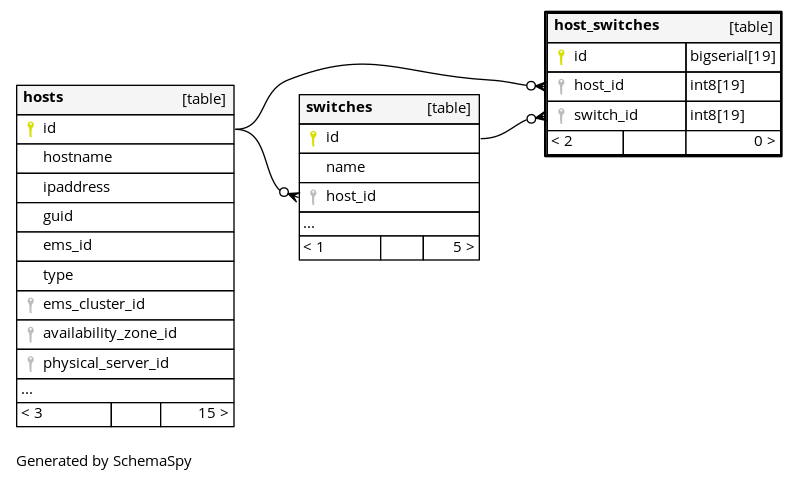 hosts [table]
id
hostname
ipaddress
guid
ems_id
type
ems_cluster_id
availability_zone_id
physical_server_id
...
< 3 15 >
switches [table]
id
name
host_id
...
< 1 5 >
host_switches [table]
id bigserial[19]
host_id int8[19]
switch_id int8[19]
< 2 0 >
Generated by SchemaSpy